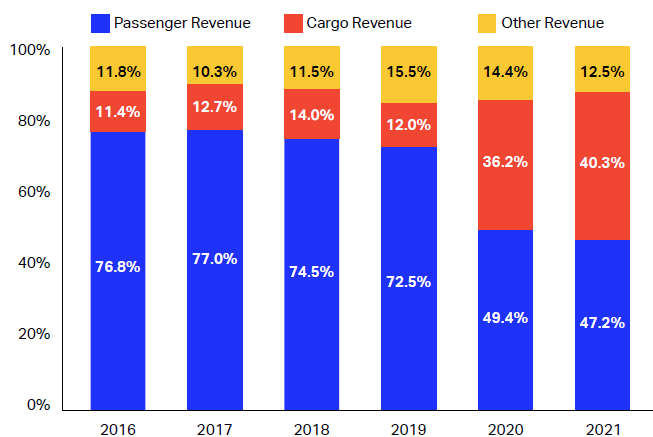 Passenger Revenue Cargo Revenue Other Revenue
100%
11.8% 10.3% 11.5% 15.5% 14.4% 12.5%
11.4% 12.7% 14.0% 12.0% 36.2% 40.3%
80%
60%
76.8% 77.0% 74.5% 72.5% 49.4% 47.2%
40%
20%
0%
2016 2017 2018 2019 2020 2021